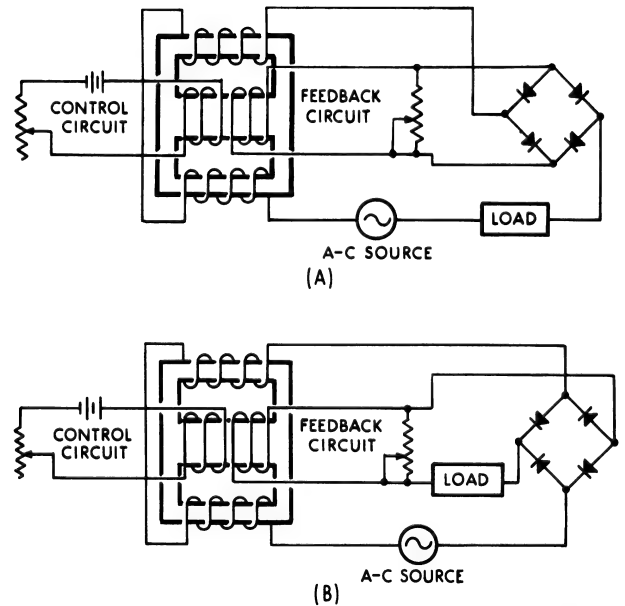 CONTROL
CIRCUIT
FEEDBACK
CIRCUIT
LOAD
A-C SOURCE
(A)
CONTROL
CIRCUIT
FEEDBACK
CIRCUIT
LOAD
A-C SOURCE
(B)